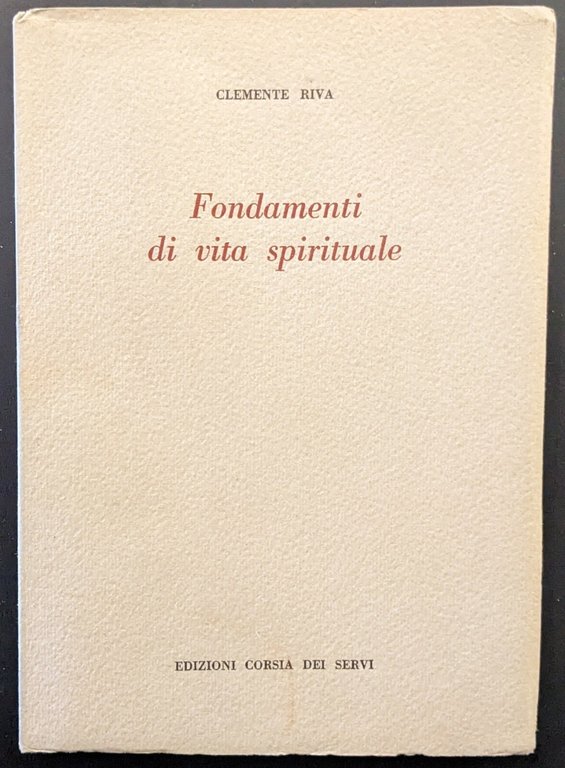 CLEMENTE RIVA
Fondamenti
di vita spirituale
EDIZIONI CORSIA DEI SERVI